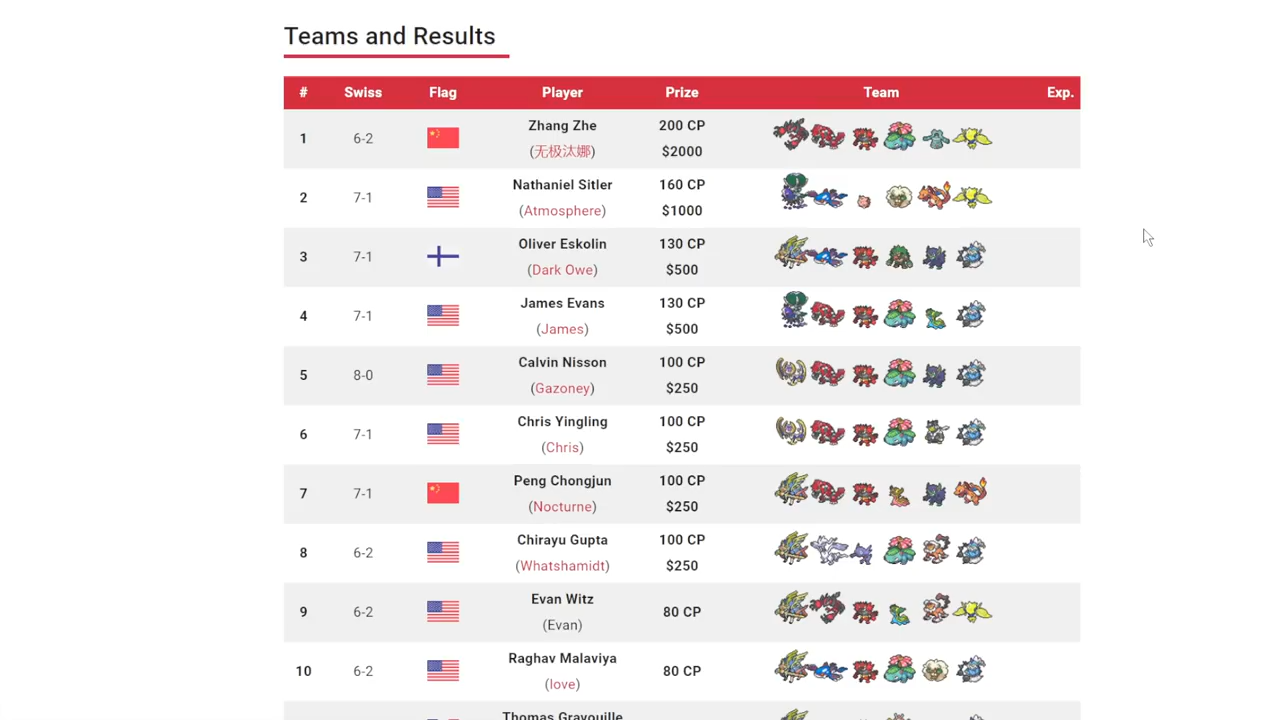 Teams and Results
# Swiss Flag Player Prize Team Exp.
1 6-2 Zhang Zhe 200 CP
(无极汰娜) $2000
2 7-1 Nathaniel Sitler 160 CP
(Atmosphere) $1000
3 7-1 Oliver Eskolin 130 CP
(Dark Owe) $500
4 7-1 James Evans 130 CP
(James) $500
5 8-0 Calvin Nisson 100 CP
(Gazoney) $250
6 7-1 Chris Yingling 100 CP
(Chris) $250
7 7-1 Peng Chongjun 100 CP
(Nocturne) $250
8 6-2 Chirayu Gupta 100 CP
(Whatshamidt) $250
9 6-2 Evan Witz 80 CP
(Evan)
10 6-2 Raghav Malaviya 80 CP
(love)
Thomas Gravouille